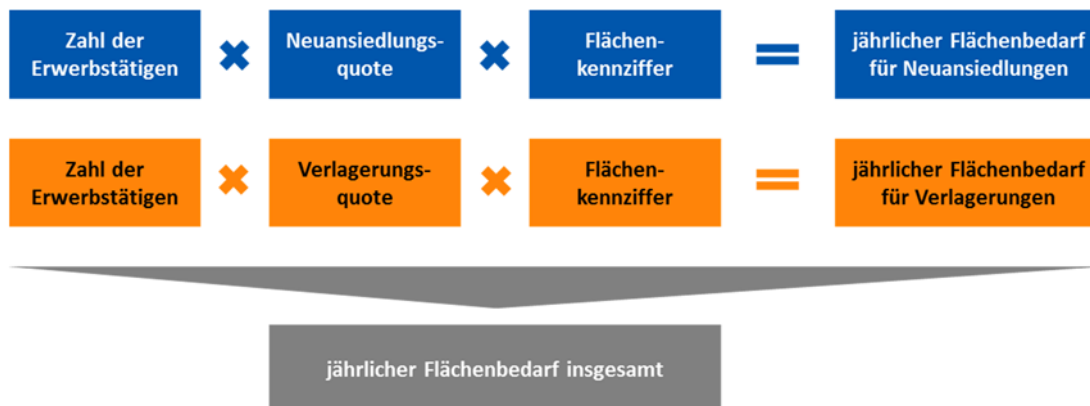 Zahl der
Erwerbstätigen
Neuansiedlungs-
quote
Flächen-
kennziffer
jährlicher Flächenbedarf
für Neuansiedlungen
Zahl der
Erwerbstätigen
Verlagerungs-
quote
Flächen-
kennziffer
jährlicher Flächenbedarf
für Verlagerungen
jährlicher Flächenbedarf insgesamt